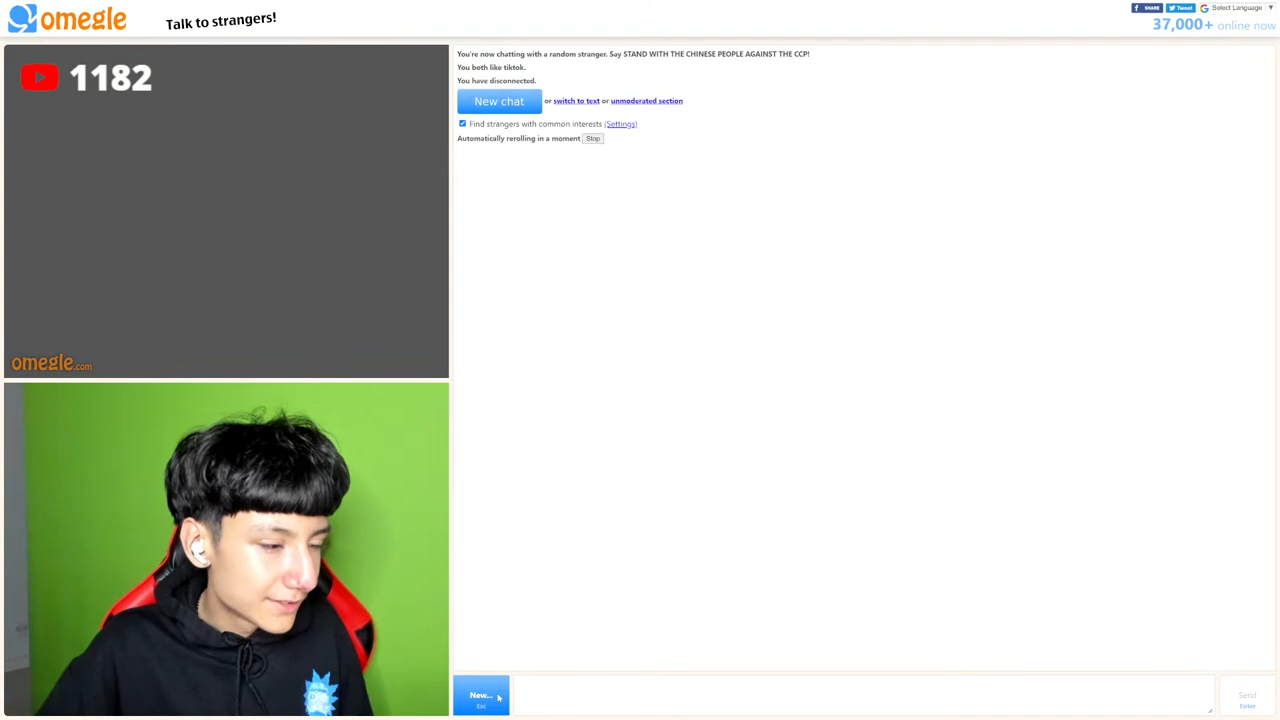 omegle
Talk to strangers!
SHARE
Tweet
Select Language ▼
37,000+ online now
1182
omegle.com
You're now chatting with a random stranger. Say STAND WITH THE CHINESE PEOPLE AGAINST THE CCP!
You both like tiktok.
You have disconnected.
New chat or switch to text or unmoderated section
Find strangers with common interests (Settings)
Automatically rerolling in a moment Stop
New...
Esc
Send
Enter